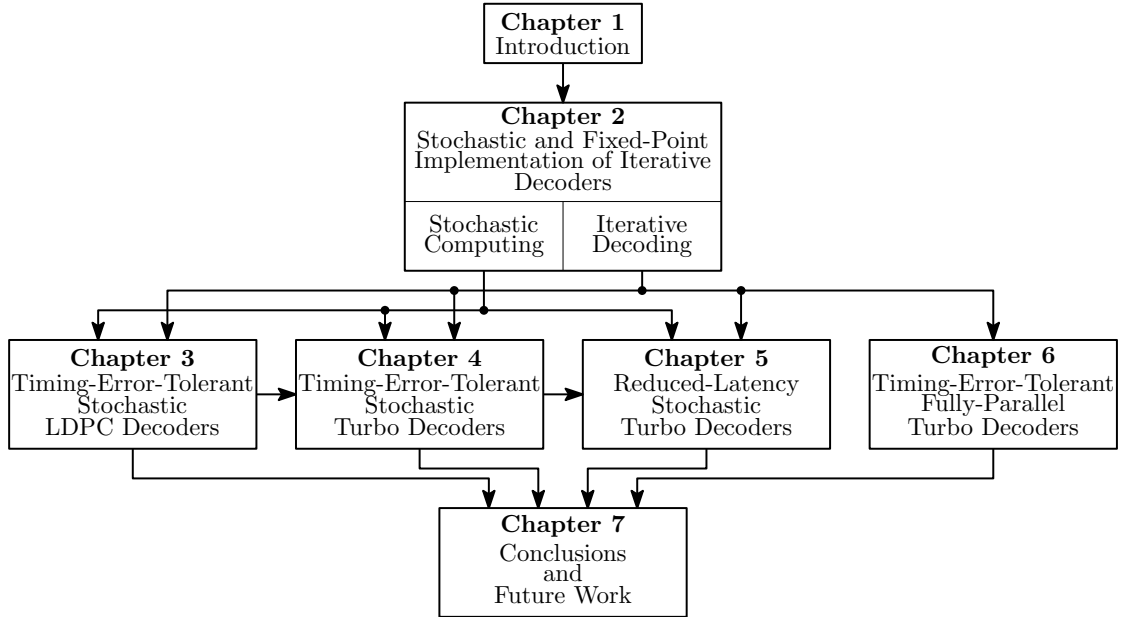 Chapter 1
Introduction
Chapter 2
Stochastic and Fixed-Point
Implementation of Iterative
Decoders
Stochastic
Computing
Iterative
Decoding
Chapter 3
Timing-Error-Tolerant
Stochastic
LDPC Decoders
Chapter 4
Timing-Error-Tolerant
Stochastic
Turbo Decoders
Chapter 5
Reduced-Latency
Stochastic
Turbo Decoders
Chapter 6
Timing-Error-Tolerant
Fully-Parallel
Turbo Decoders
Chapter 7
Conclusions
and
Future Work